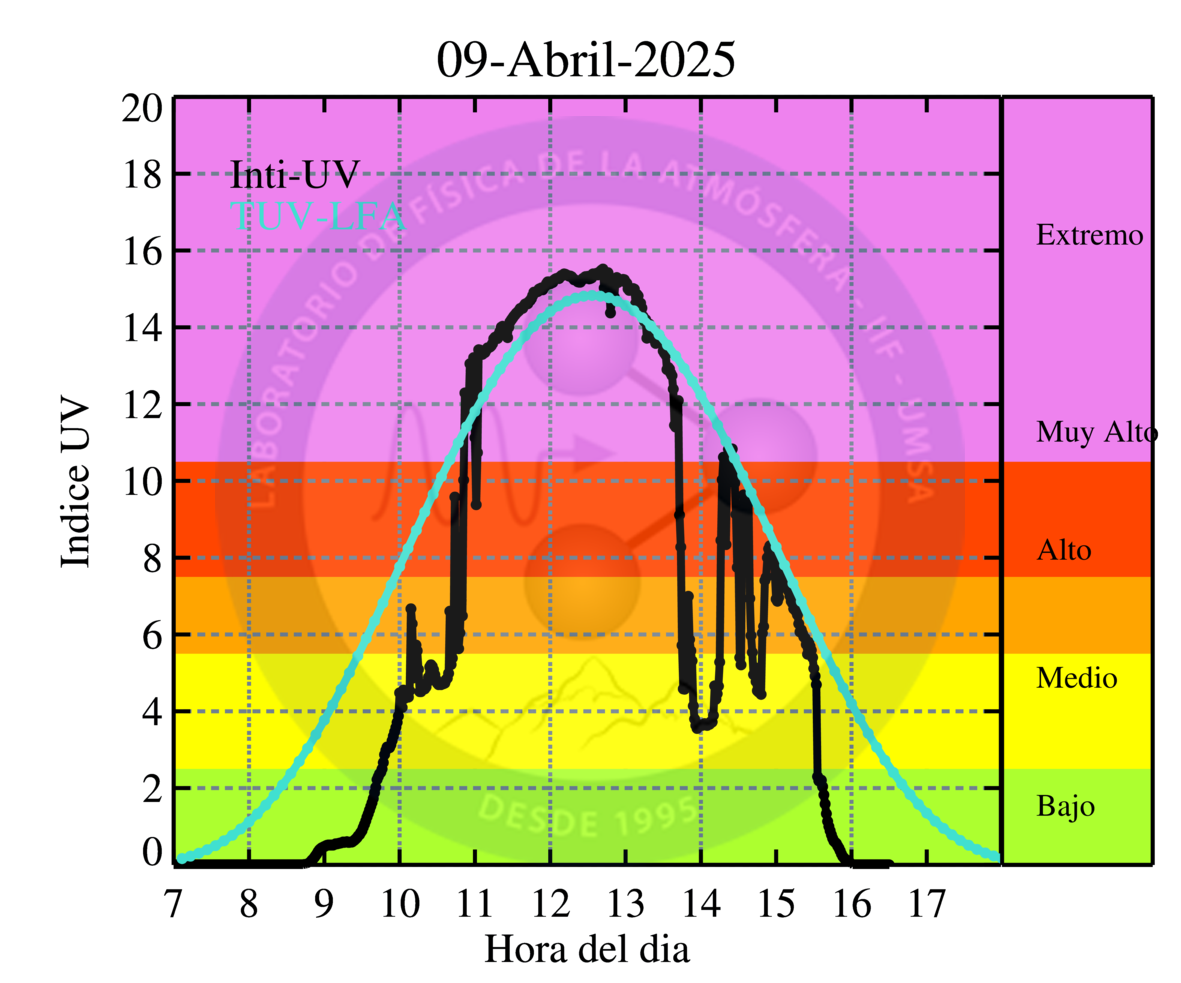 09-Abril-2025
20
18
16
14
12
10
8
6
4
2
0
Indice UV
Inti-UV
TUV-LFA
LABORATORIO DE FÍSICA DE LA ATMÓSFERA - IIF - UMSA
DESDE 1995
Extremo
Muy Alto
Alto
Medio
Bajo
7 8 9 10 11 12 13 14 15 16 17
Hora del dia